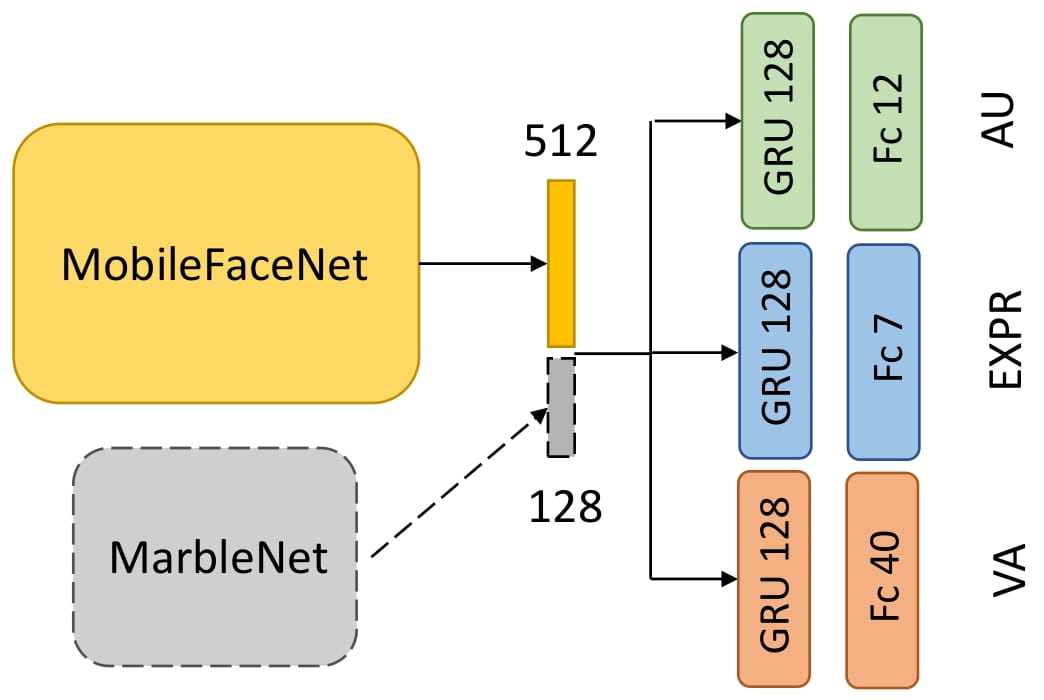 MobileFaceNet
512
MarbleNet
128
GRU 128
Fc 12
AU
GRU 128
Fc 7
EXPR
GRU 128
Fc 40
VA